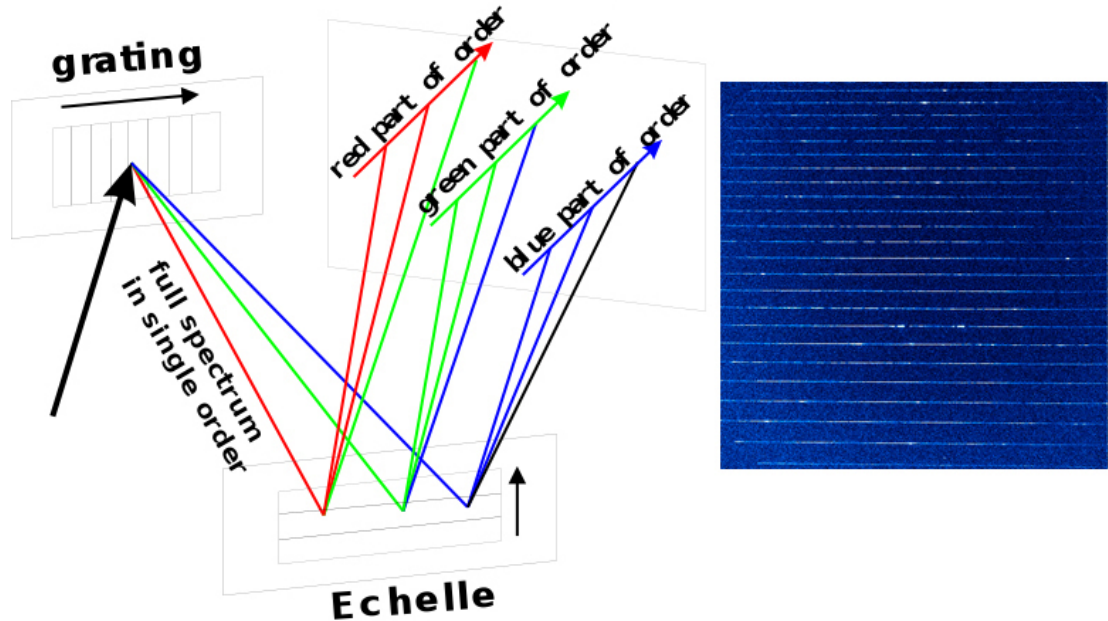 grating
red part of order
green part of order
blue part of order
full spectrum
in single order
Echelle